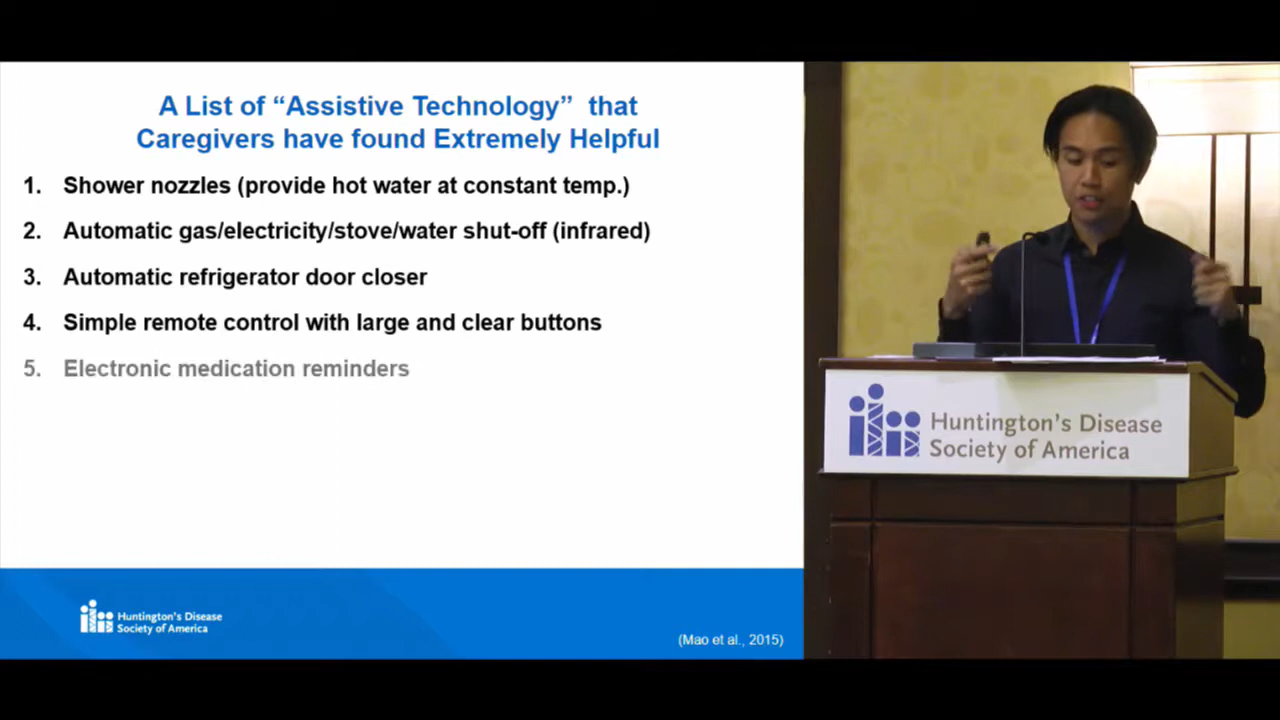 A List of “Assistive Technology”  that
Caregivers have found Extremely Helpful
1. Shower nozzles (provide hot water at constant temp.)
2. Automatic gas/electricity/stove/water shut-off (infrared)
3. Automatic refrigerator door closer
4. Simple remote control with large and clear buttons
5. Electronic medication reminders
Huntington's Disease
Society of America
(Mao et al., 2015)
Huntington's Disease
Society of America